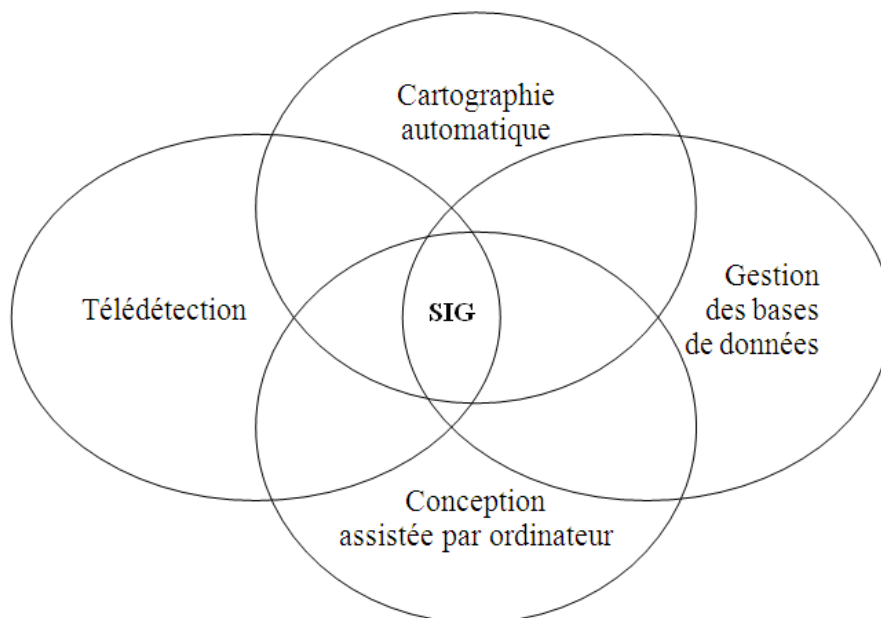 Cartographie
automatique
Télédétection
SIG
Gestion
des bases
de données
Conception
assistée par ordinateur